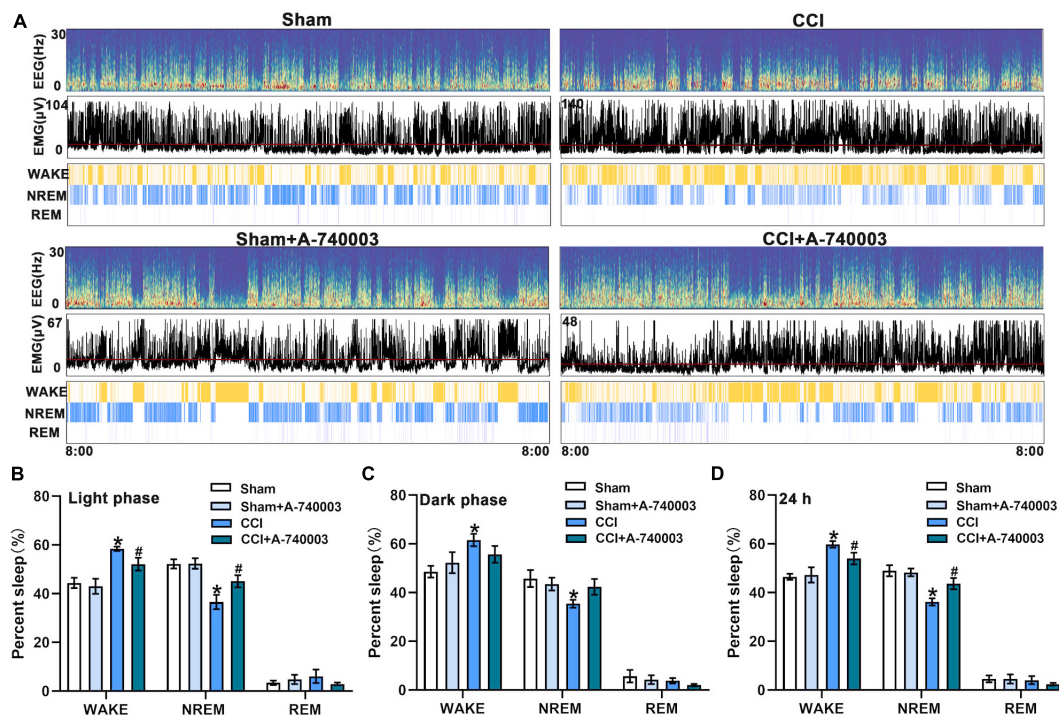 A
Sham
CCI
30
EEG(Hz)
0
104
EMG(μV)
0
140
WAKE
NREM
REM
Sham+A-740003
CCI+A-740003
30
EEG(Hz)
0
67
EMG(μV)
0
48
WAKE
NREM
REM
8:00 8:00 8:00
B
Light phase
Sham
Sham+A-740003
CCI
CCI+A-740003
Percent sleep (%)
80
60
40
20
0
* # * #
WAKE NREM REM
C
Dark phase
Sham
Sham+A-740003
CCI
CCI+A-740003
Percent sleep (%)
80
60
40
20
0
* *
WAKE NREM REM
D
24 h
Sham
Sham+A-740003
CCI
CCI+A-740003
Percent sleep (%)
80
60
40
20
0
* # * #
WAKE NREM REM